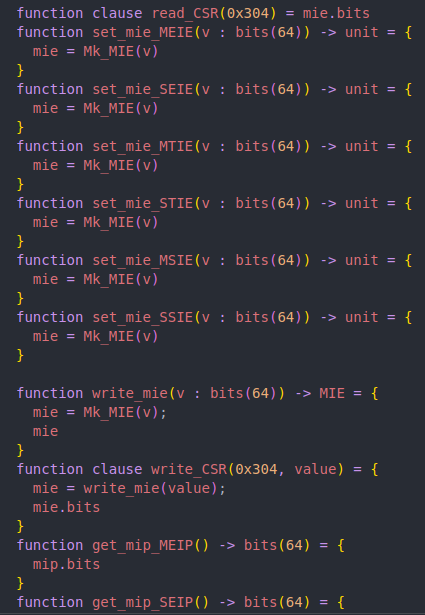 function clause read_CSR(0x304) = mie.bits
function set_mie_MEIE(v : bits(64)) -> unit = {
  mie = Mk_MIE(v)
}
function set_mie_SEIE(v : bits(64)) -> unit = {
  mie = Mk_MIE(v)
}
function set_mie_MTIE(v : bits(64)) -> unit = {
  mie = Mk_MIE(v)
}
function set_mie_STIE(v : bits(64)) -> unit = {
  mie = Mk_MIE(v)
}
function set_mie_MSIE(v : bits(64)) -> unit = {
  mie = Mk_MIE(v)
}
function set_mie_SSIE(v : bits(64)) -> unit = {
  mie = Mk_MIE(v)
}

function write_mie(v : bits(64)) -> MIE = {
  mie = Mk_MIE(v);
  mie
}
function clause write_CSR(0x304, value) = {
  mie = write_mie(value);
  mie.bits
}
function get_mip_MEIP() -> bits(64) = {
  mip.bits
}
function get_mip_SEIP() -> bits(64) = {